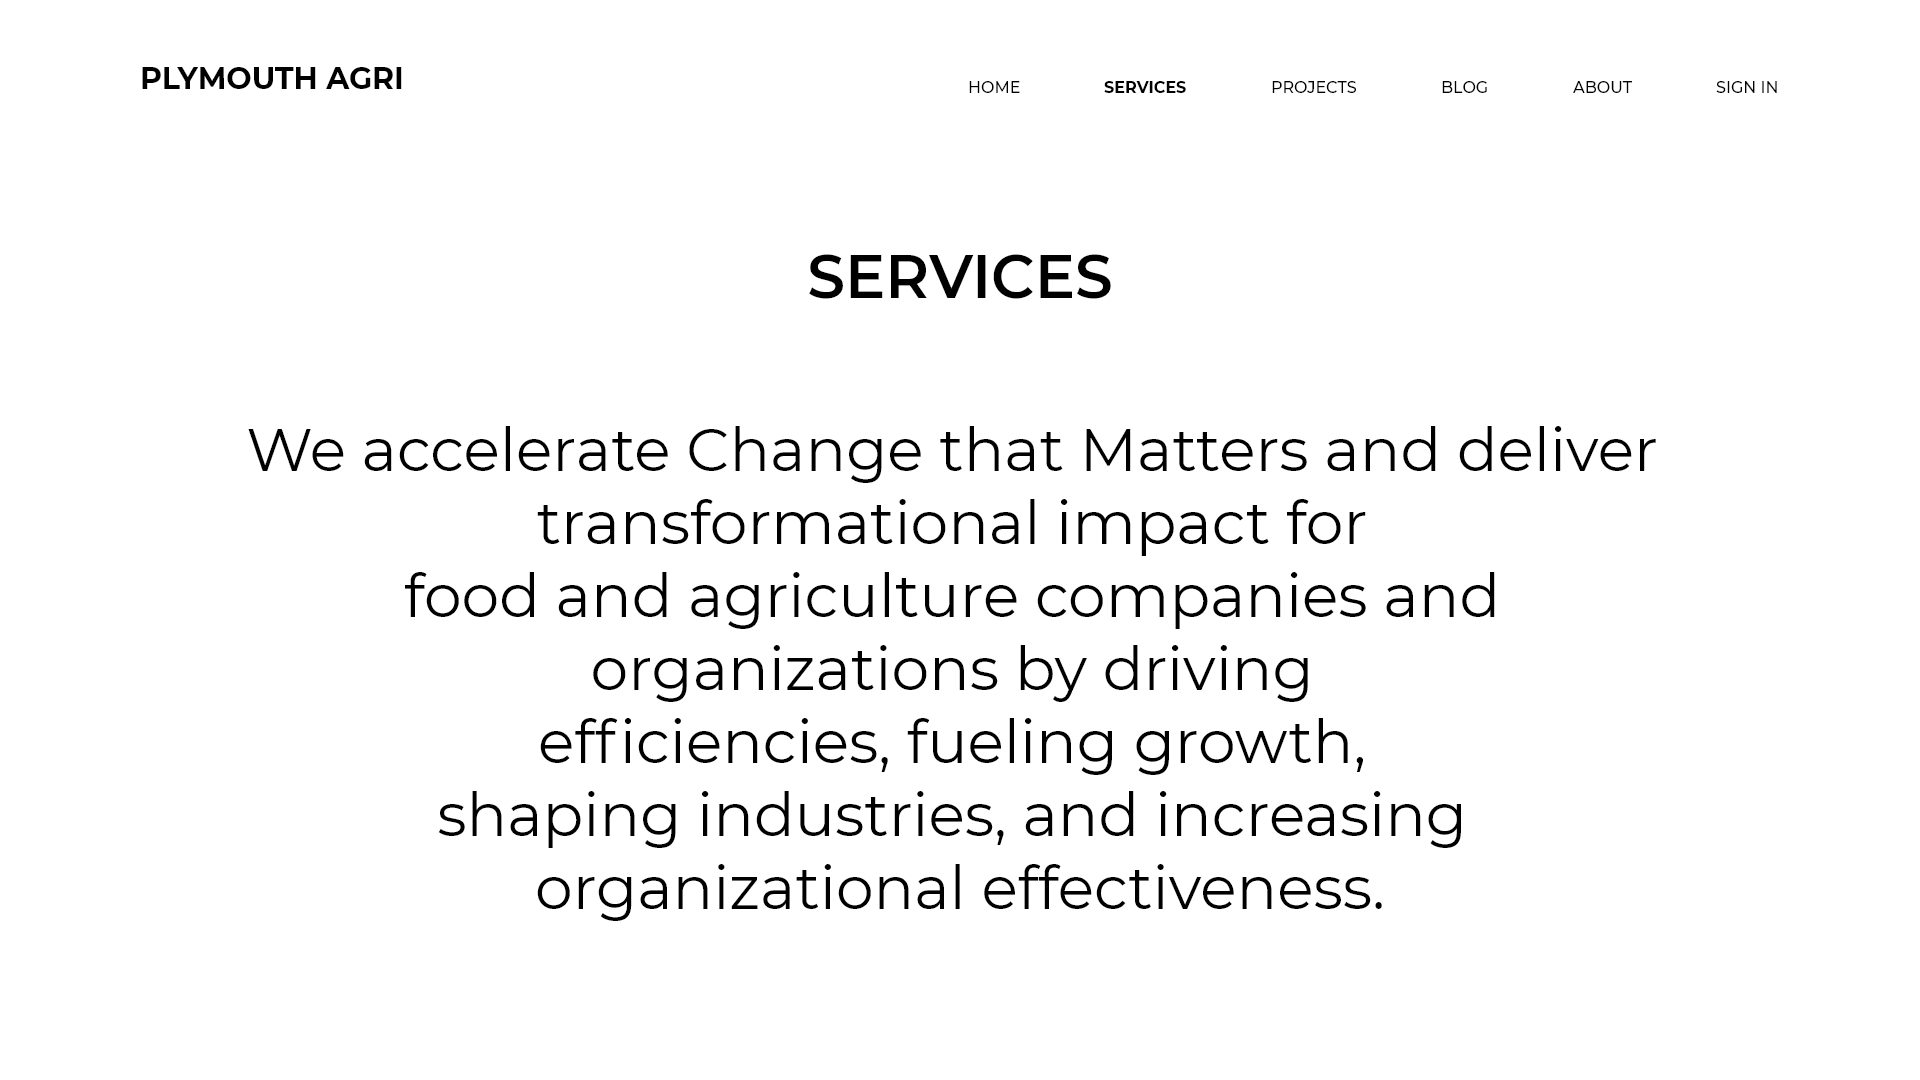 PLYMOUTH AGRI
HOME SERVICES PROJECTS BLOG ABOUT SIGN IN
SERVICES
We accelerate Change that Matters and deliver
transformational impact for
food and agriculture companies and
organizations by driving
efficiencies, fueling growth,
shaping industries, and increasing
organizational effectiveness.